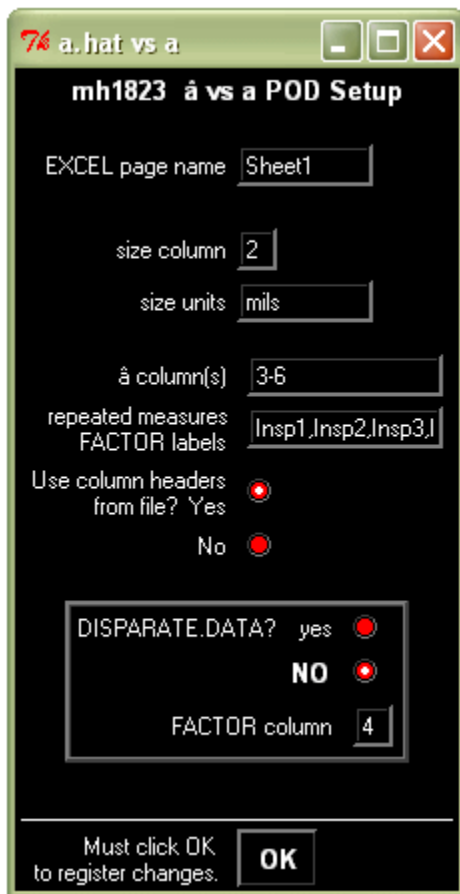 a.hat vs a
mh1823 â vs a POD Setup
EXCEL page name Sheet1
size column 2
size units mils
â column(s) 3-6
repeated measures
FACTOR labels Insp1,Insp2,Insp3,I
Use column headers
from file? Yes
No
DISPARATE.DATA? yes
NO
FACTOR column 4
Must click OK
to register changes. OK